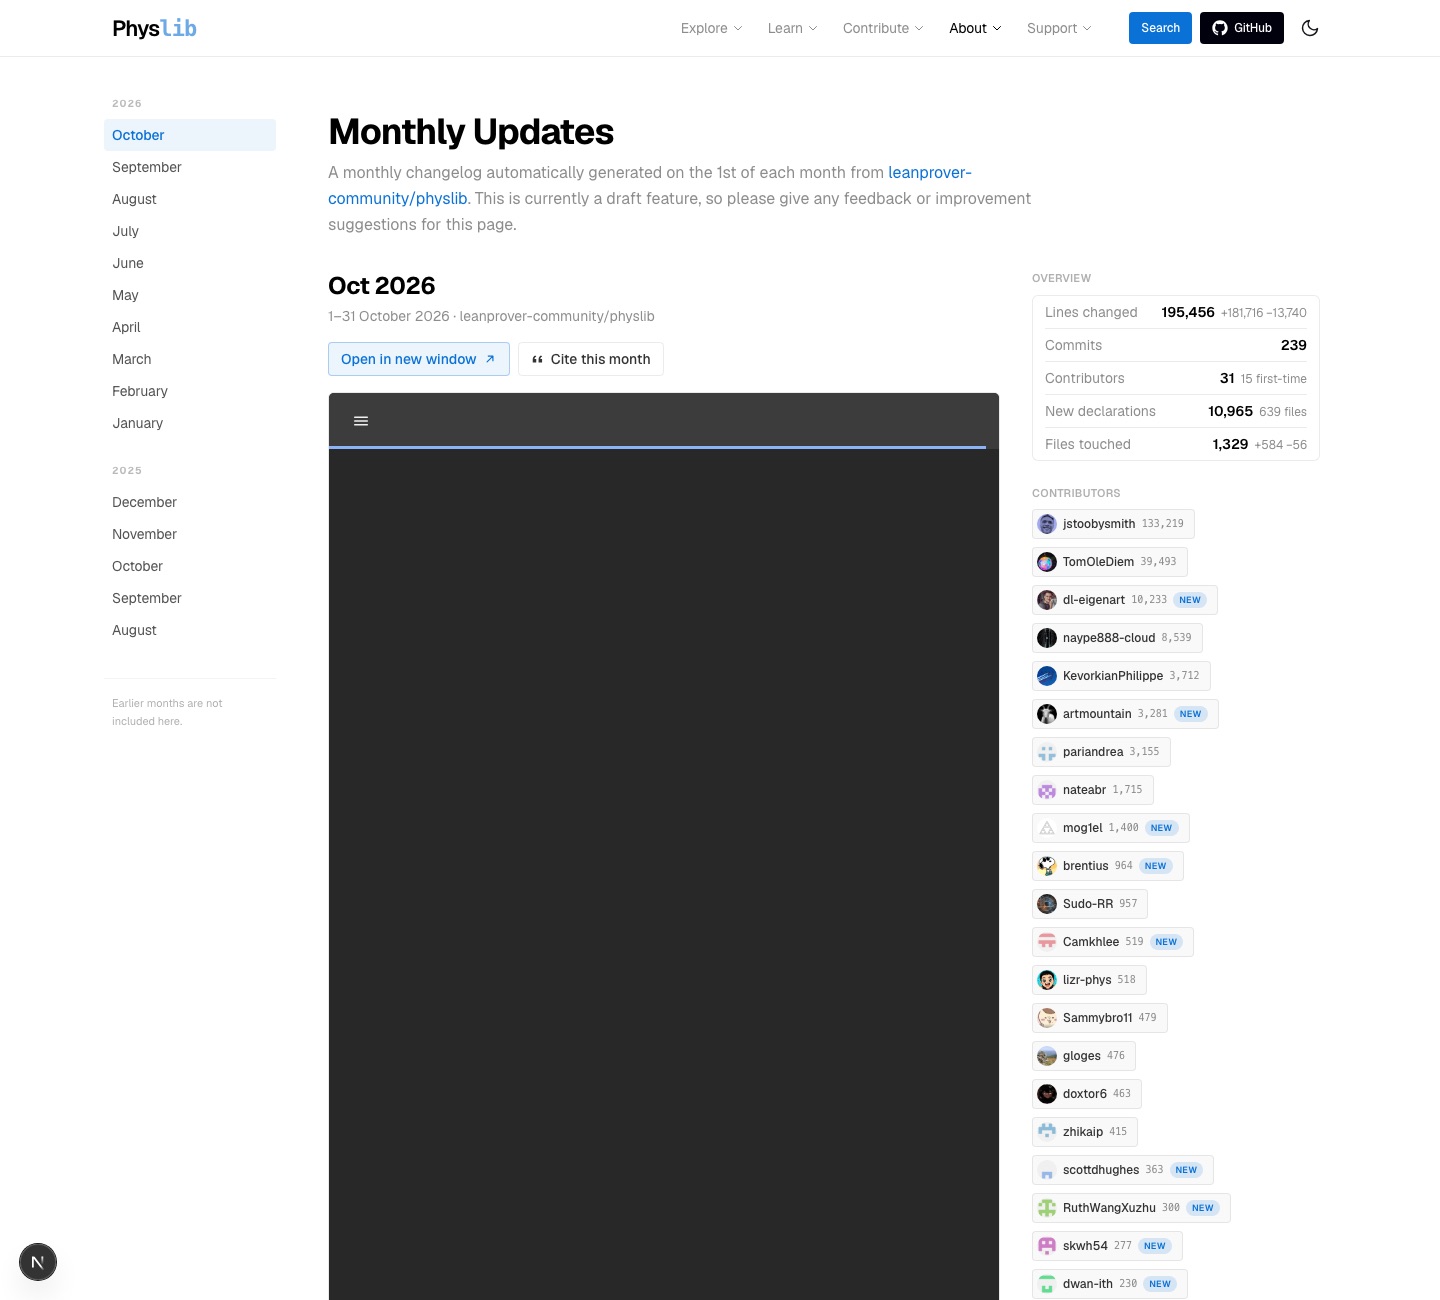 Physlib
Explore
Learn
Contribute
About
Support
Search
GitHub
2026
October
September
August
July
June
May
April
March
February
January
2025
December
November
October
September
August
Earlier months are not
included here.
Monthly Updates
A monthly changelog automatically generated on the 1st of each month from leanprover-
community/physlib. This is currently a draft feature, so please give any feedback or improvement
suggestions for this page.
Oct 2026
1–31 October 2026 · leanprover-community/physlib
Open in new window ↗
Cite this month
OVERVIEW
Lines changed 195,456 +181,716 −13,740
Commits 239
Contributors 31 15 first-time
New declarations 10,965 639 files
Files touched 1,329 +584 −56
CONTRIBUTORS
jstoobysmith 133,219
TomOleDiem 39,493
dl-eigenart 10,233 NEW
naype888-cloud 8,539
KevorkianPhilippe 3,712
artmountain 3,281 NEW
pariandrea 3,155
nateabr 1,715
mog1el 1,400 NEW
brentius 964 NEW
Sudo-RR 957
Camkhlee 519 NEW
lizr-phys 518
Sammybro11 479
gloges 476
doxtor6 463
zhikaip 415
scottdhughes 363 NEW
RuthWangXuzhu 300 NEW
skwh54 277 NEW
dwan-ith 230 NEW
N